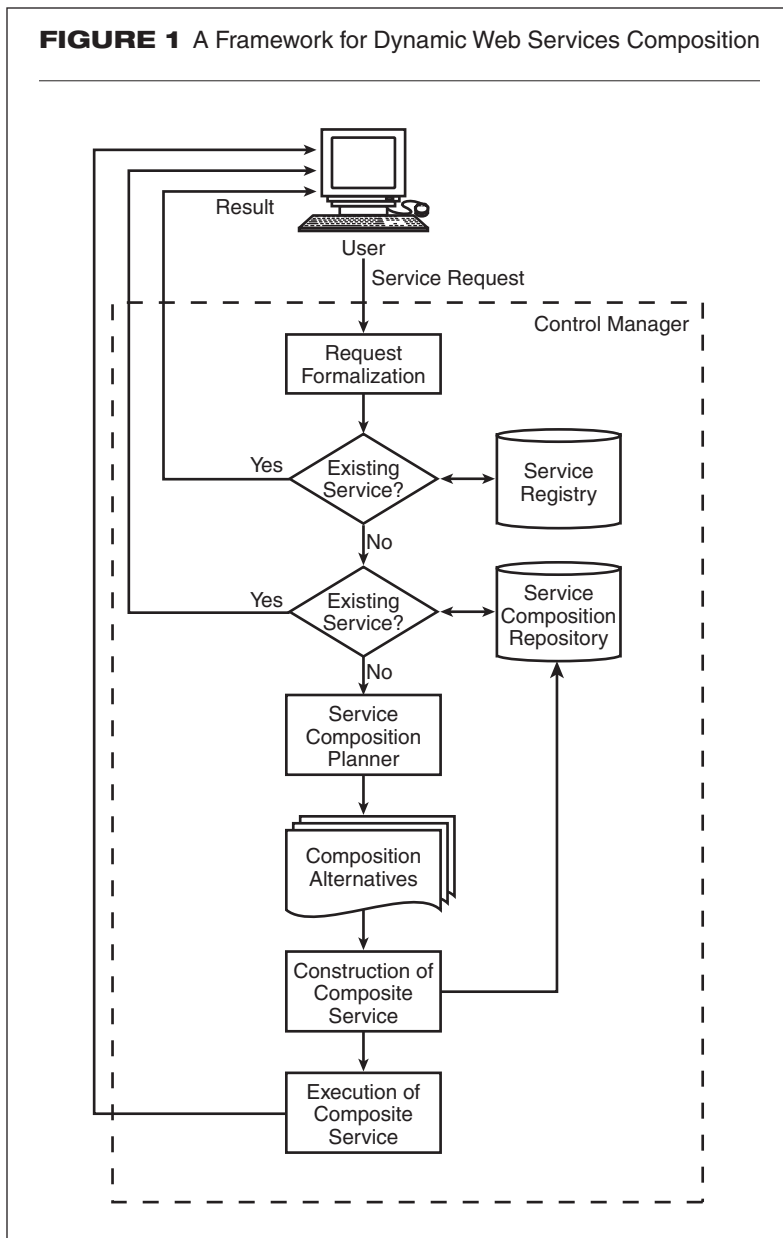 FIGURE 1 A Framework for Dynamic Web Services Composition
Result
User
Service Request
Control Manager
Request
Formalization
Yes
Existing
Service?
Service
Registry
No
Yes
Existing
Service?
Service
Composition
Repository
No
Service
Composition
Planner
Composition
Alternatives
Construction of
Composite
Service
Execution of
Composite
Service